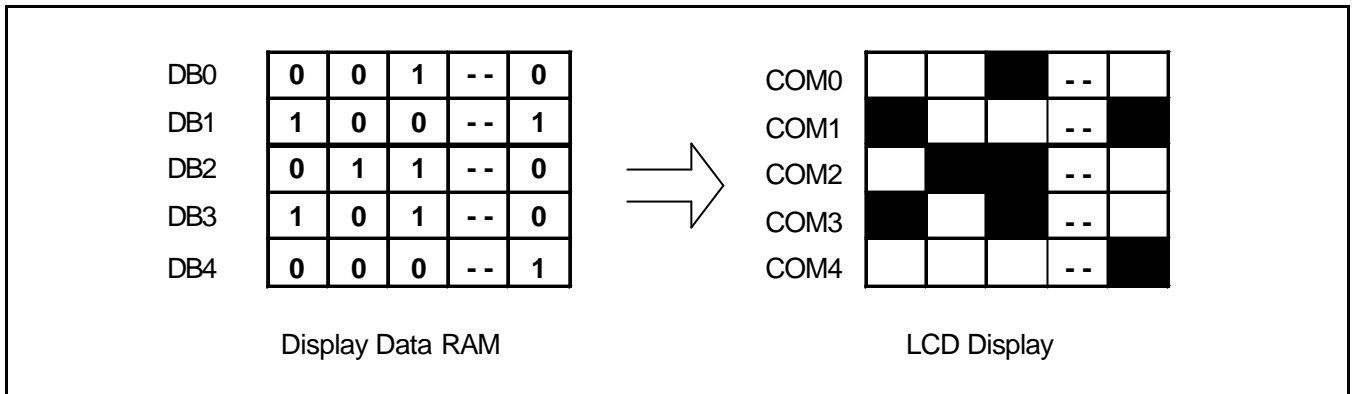 DB0 0 0 1 -- 0 COM0 --
DB1 1 0 0 -- 1 COM1 --
DB2 0 1 1 -- 0 COM2 --
DB3 1 0 1 -- 0 COM3 --
DB4 0 0 0 -- 1 COM4 --
Display Data RAM LCD Display